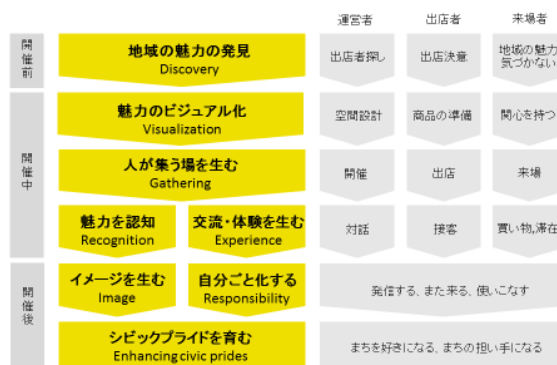 運営者 出店者 来場者
開催前
地域の魅力の発見
Discovery
出店者探し
出店決意
地域の魅力
気づかない
開催中
魅力のビジュアル化
Visualization
空間設計
商品の準備
関心を持つ
人が集う場を生む
Gathering
開催
出店
来場
魅力を認知
Recognition
交流・体験を生む
Experience
対話
接客
買い物,滞在
開催後
イメージを生む
Image
自分ごと化する
Responsibility
発信する、また来る、使いこなす
シビックプライドを育む
Enhancing civic prides
まちを好きになる、まちの担い手になる